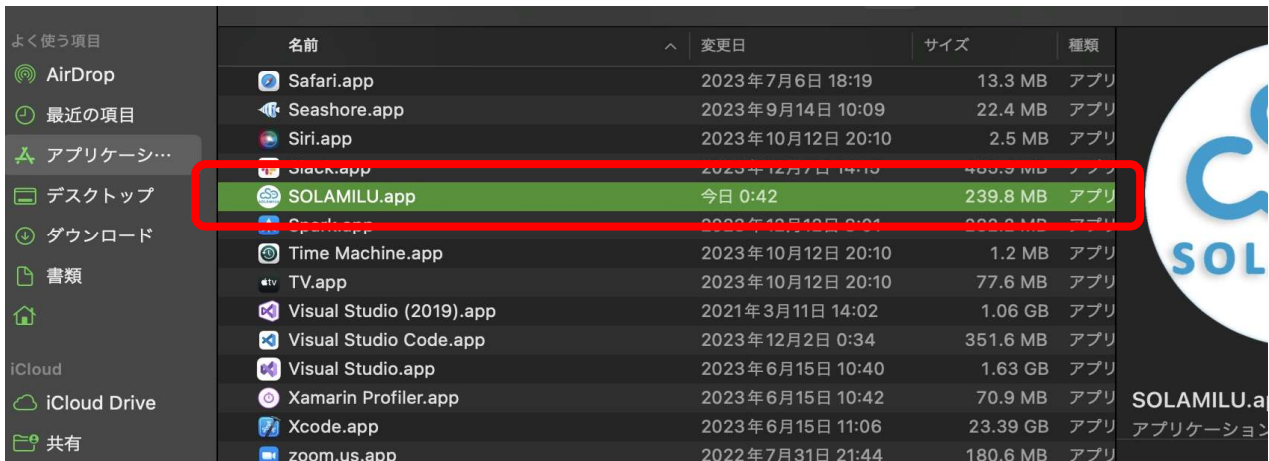 よく使う項目
AirDrop
最近の項目
アプリケーシ…
デスクトップ
ダウンロード
書類
iCloud
iCloud Drive
共有
名前 変更日 サイズ 種類
Safari.app 2023年7月6日 18:19 13.3 MB アプリ
Seashore.app 2023年9月14日 10:09 22.4 MB アプリ
Siri.app 2023年10月12日 20:10 2.5 MB アプリ
Slack.app
SOLAMILU.app 今日 0:42 239.8 MB アプリ
Spark.app
Time Machine.app 2023年10月12日 20:10 1.2 MB アプリ
TV.app 2023年10月12日 20:10 77.6 MB アプリ
Visual Studio (2019).app 2021年3月11日 14:02 1.06 GB アプリ
Visual Studio Code.app 2023年12月2日 0:34 351.6 MB アプリ
Visual Studio.app 2023年6月15日 10:40 1.63 GB アプリ
Xamarin Profiler.app 2023年6月15日 10:42 70.9 MB アプリ
Xcode.app 2023年6月15日 11:06 23.39 GB アプリ
zoom.us.app 2022年7月31日 21:44 180.6 MB アプリ
SOL
SOLAMILU.a
アプリケーション